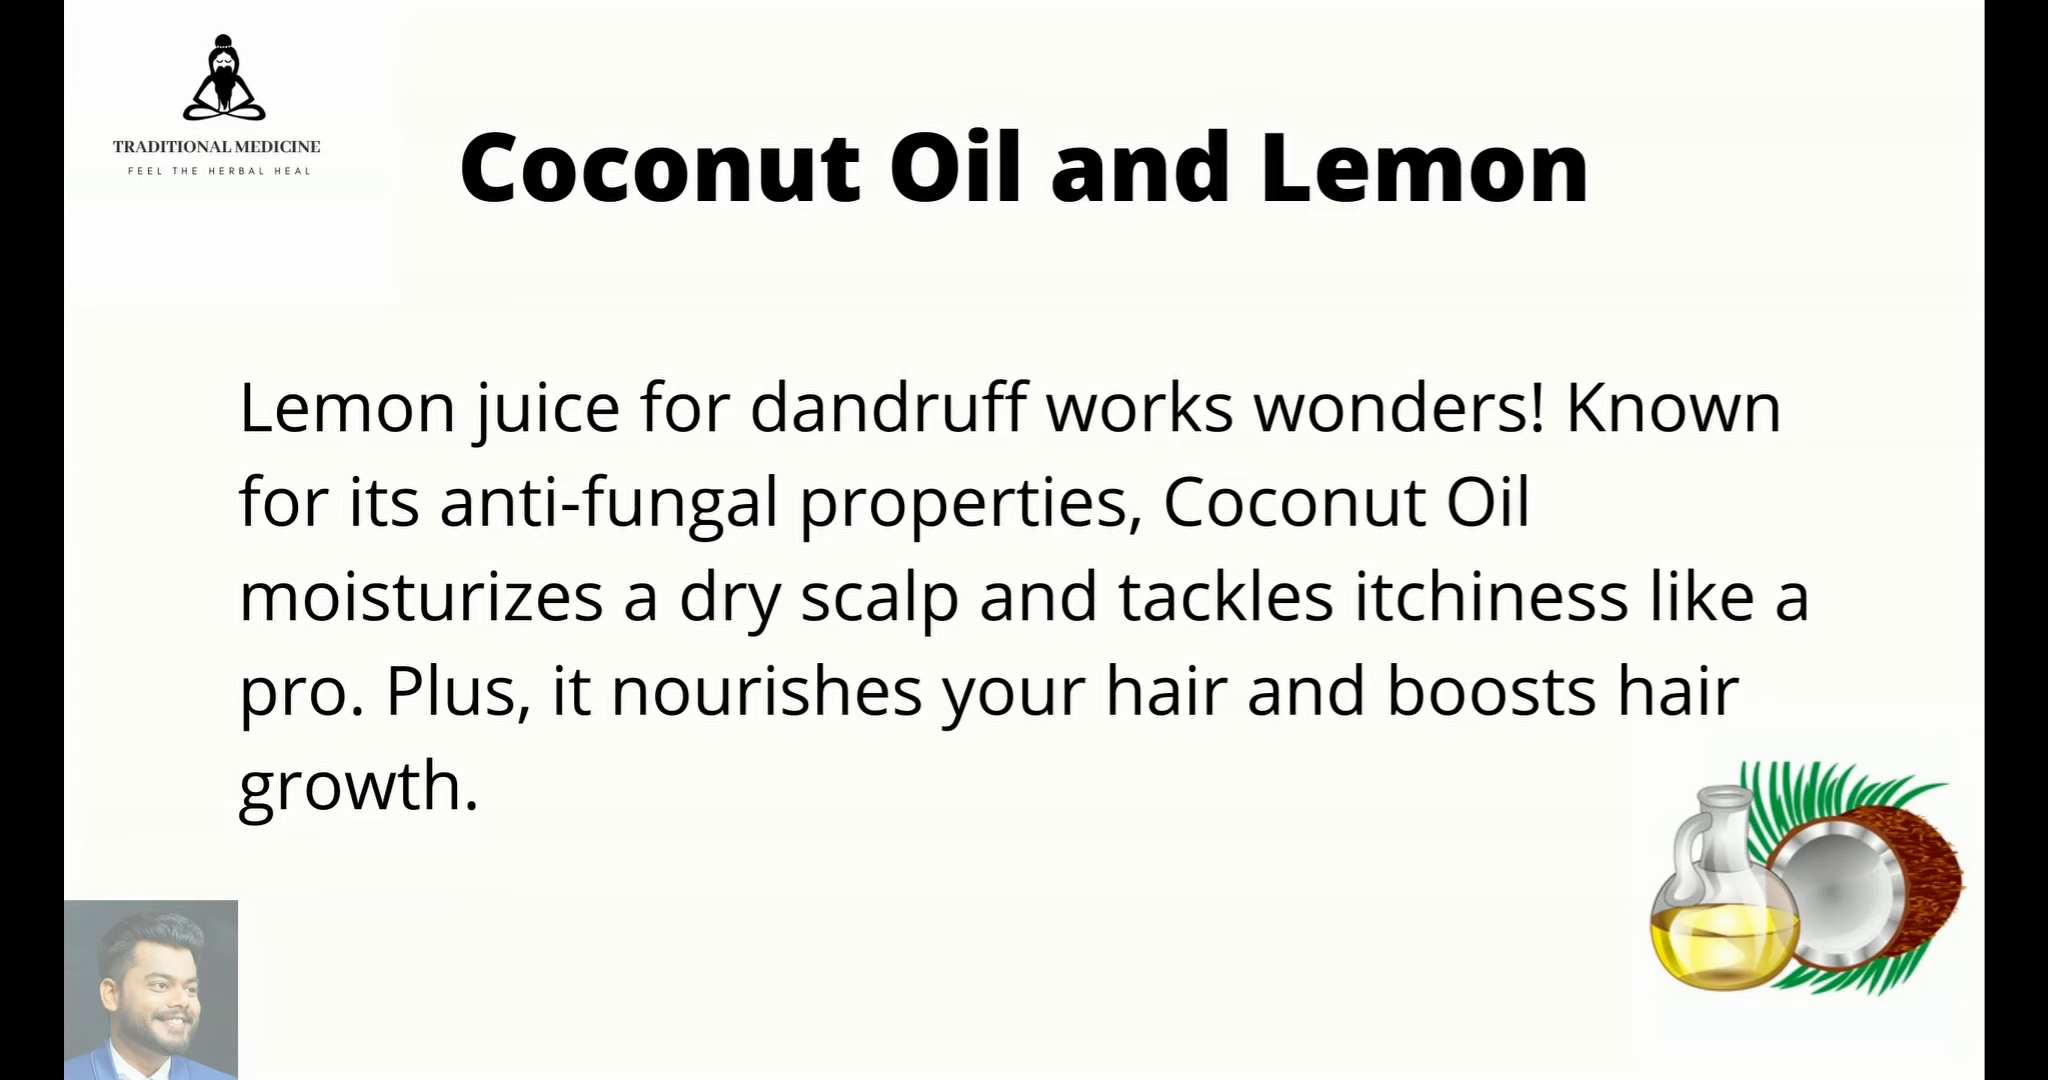 TRADITIONAL MEDICINE
FEEL THE HERBAL HEAL
Coconut Oil and Lemon
Lemon juice for dandruff works wonders! Known
for its anti-fungal properties, Coconut Oil
moisturizes a dry scalp and tackles itchiness like a
pro. Plus, it nourishes your hair and boosts hair
growth.